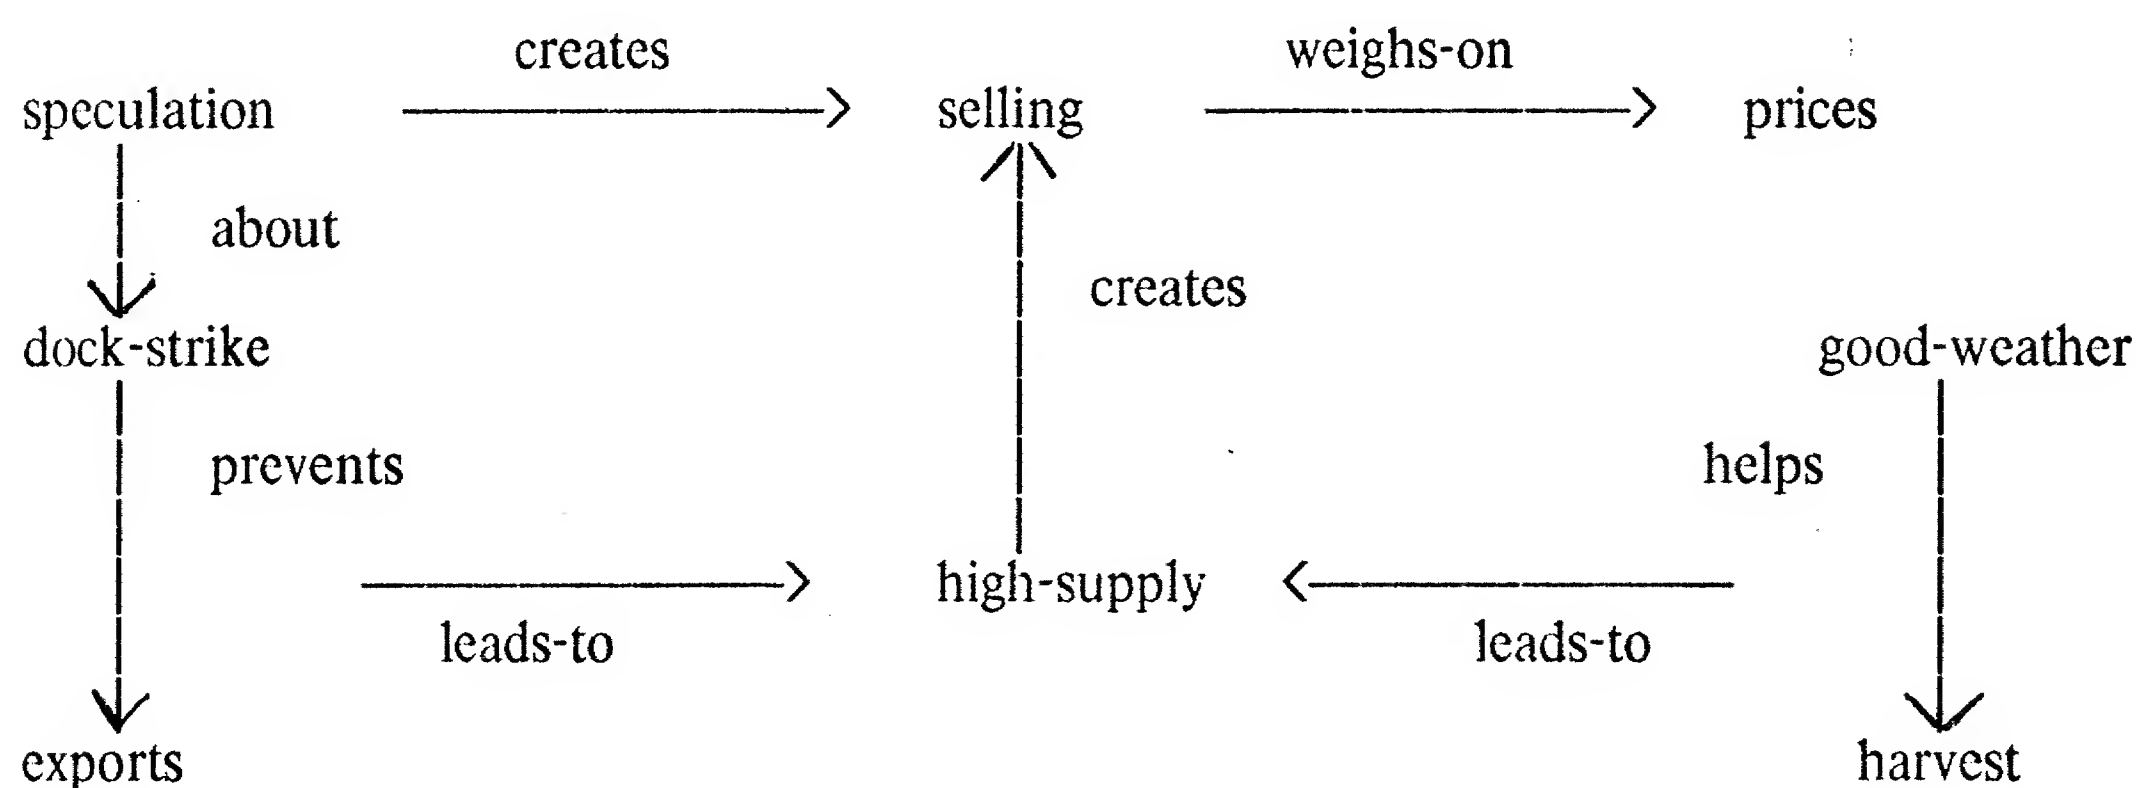 creates weighs-on
speculation selling prices
about
creates
dock-strike good-weather
prevents helps
high-supply
leads-to leads-to
exports harvest